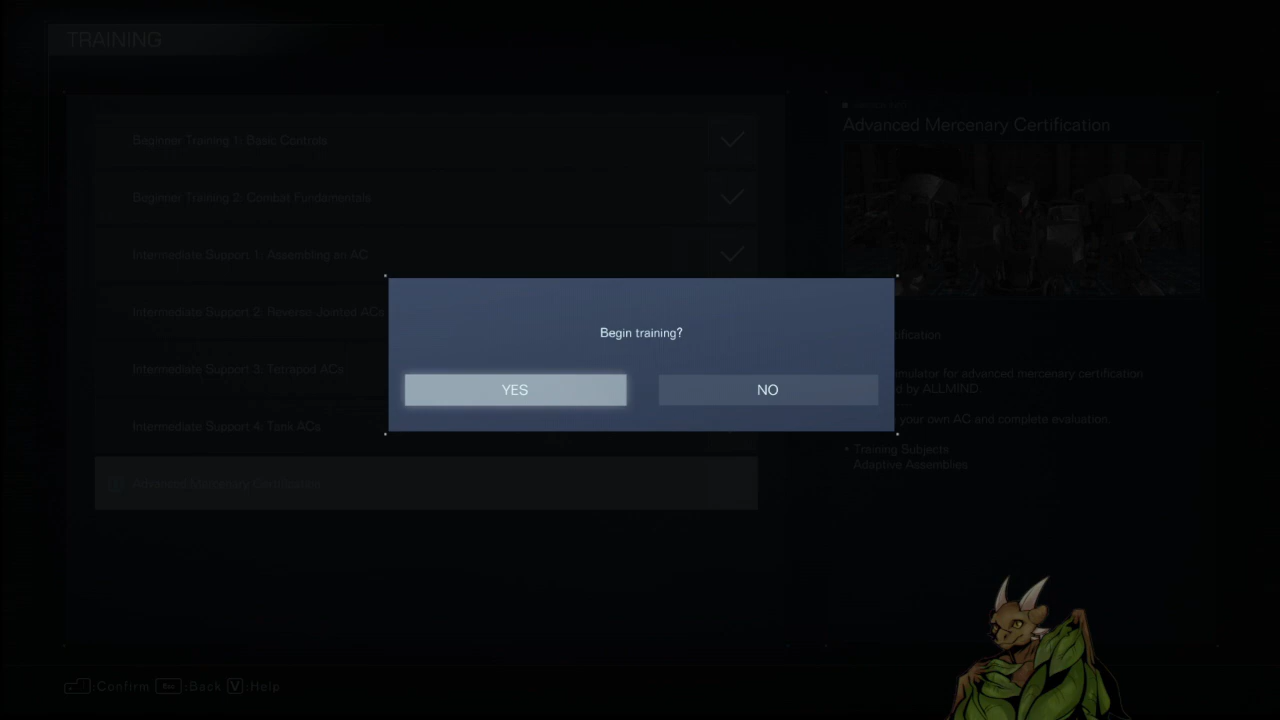 TRAINING
Beginner Training 1: Basic Controls
Beginner Training 2: Combat Fundamentals
Intermediate Support 1: Assembling an AC
Intermediate Support 2: Reverse Jointed ACs
Intermediate Support 3: Tetrapod ACs
Intermediate Support 4: Tank ACs
Advanced Mercenary Certification
Begin training?
YES
NO
Advanced Mercenary Certification
ification
mulator for advanced mercenary certification
d by ALLMIND.
your own AC and complete evaluation.
• Training Subjects
Adaptive Assemblies
:Confirm Esc :Back V :Help